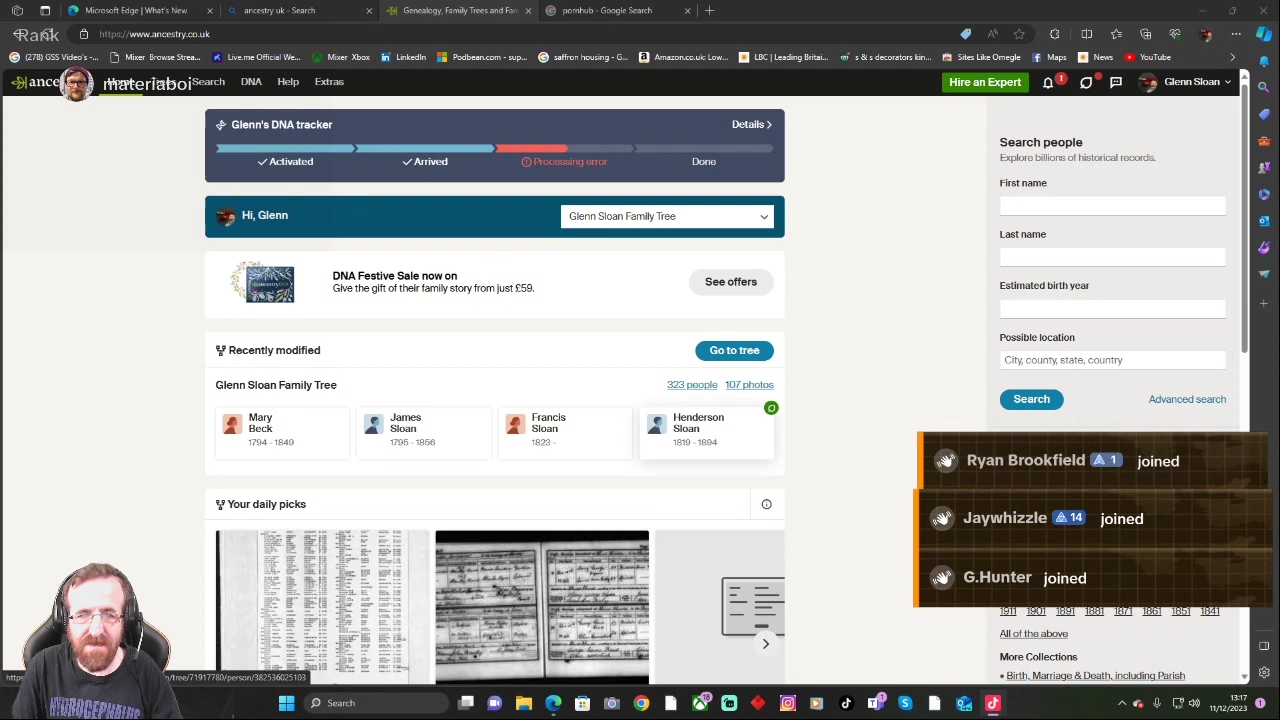 Microsoft Edge | What's New
ancestry uk - Search
Genealogy, Family Trees and Fam
pornhub - Google Search
Rank
https://www.ancestry.co.uk
(278) GSS Videos -...
Mixer Browse Strea...
Live.me Official We...
Mixer Xbox
LinkedIn
Podbean.com - sup...
saffron housing - G...
Amazon.co.uk: Low...
LBC | Leading Britai...
s & s decorators kin...
Sites Like Omegle
Maps
News
YouTube
materiaboi
Search
DNA
Help
Extras
Hire an Expert
1
Glenn Sloan
Glenn's DNA tracker
Details
Activated
Arrived
Processing error
Done
Hi, Glenn
Glenn Sloan Family Tree
DNA Festive Sale now on
Give the gift of their family story from just £59.
See offers
Recently modified
Go to tree
Glenn Sloan Family Tree
323 people
107 photos
Mary
Beck
1794 - 1849
James
Sloan
1795 - 1856
Francis
Sloan
1823 -
Henderson
Sloan
1819 - 1894
Your daily picks
Search people
Explore billions of historical records.
First name
Last name
Estimated birth year
Possible location
City, county, state, country
Search
Advanced search
Ryan Brookfield 1 joined
Jaywhizzle 14 joined
G.Hunter joined
1911 1901 1891 1881 1871 1861 1851 1841
All of the above
More Collections
• Birth, Marriage & Death, including Parish
/tree/71917780/person/382536025103
Search
18
1
13:17
11/12/2023
1